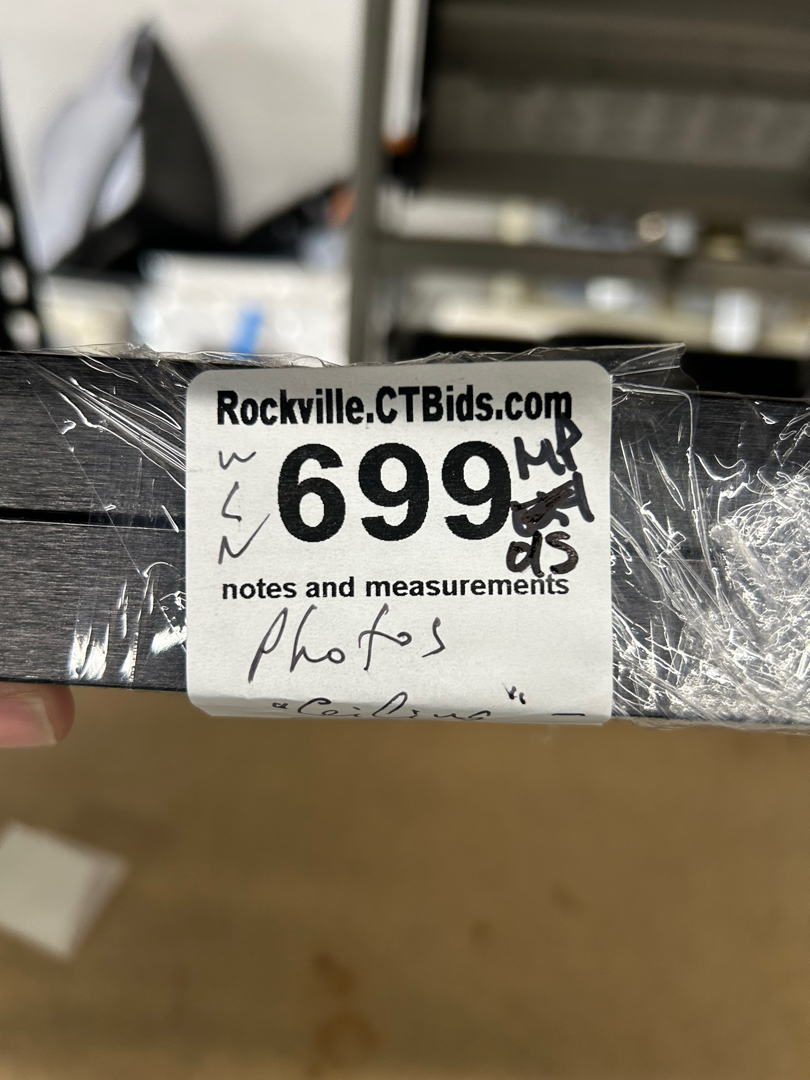 Rockville.CTBids.com
W
L
N
699
MP
ds
notes and measurements
Photos